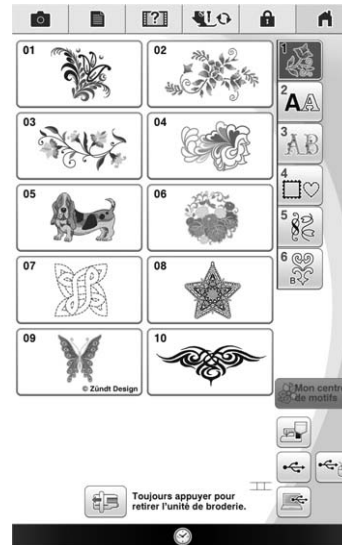 01
02
1
2
AA
03
04
3
AB
4
05
06
5
07
08
6
B
09
© Zündt Design
10
Mon centre
de motifs
Toujours appuyer pour
retirer l'unité de broderie.